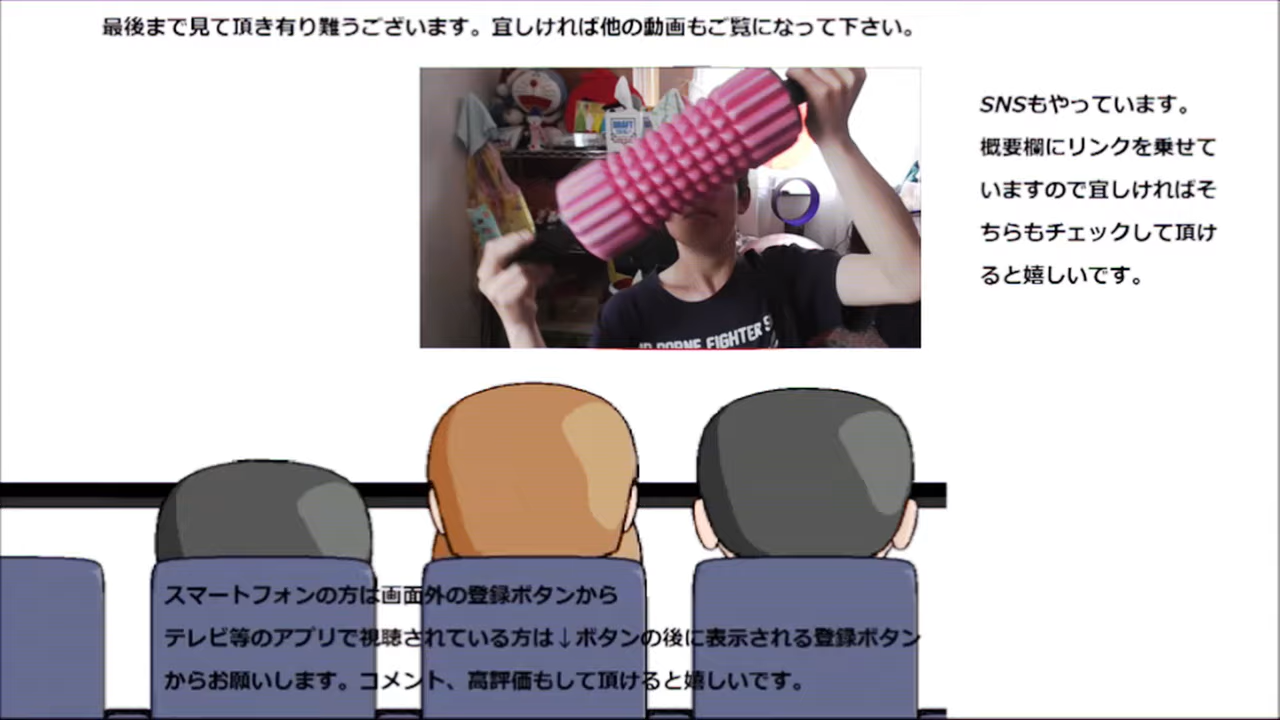 最後まで見て頂き有り難うございます。宜しければ他の動画もご覧になって下さい。
SNSもやっています。
概要欄にリンクを乗せて
いますので宜しければそ
ちらもチェックして頂け
ると嬉しいです。
DRAFT
FIGHTER
スマートフォンの方は画面外の登録ボタンから
テレビ等のアプリで視聴されている方は↓ボタンの後に表示される登録ボタン
からお願いします。コメント、高評価もして頂けると嬉しいです。